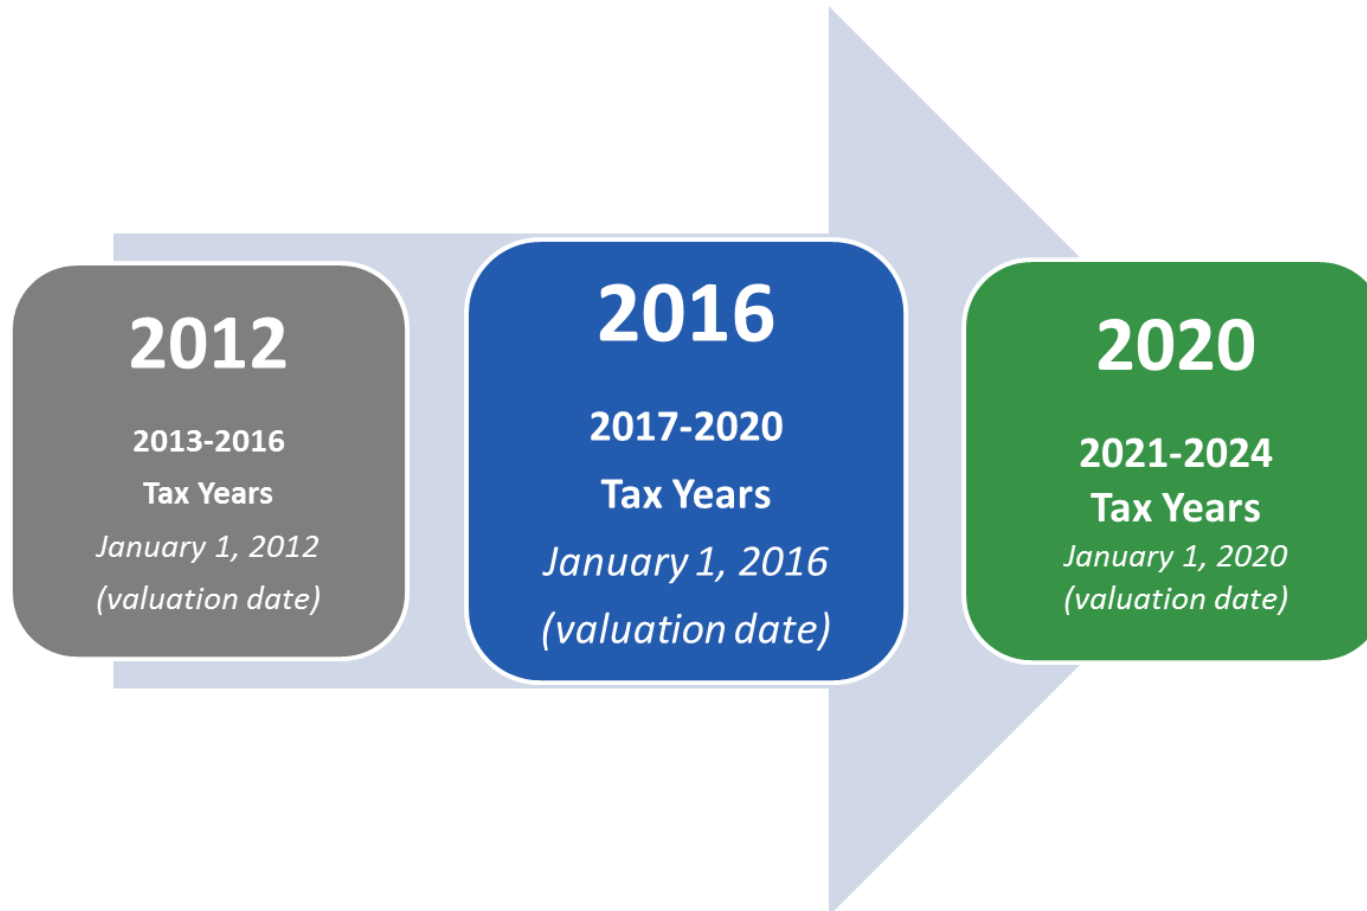 2012
2013-2016
Tax Years
January 1, 2012
(valuation date)
2016
2017-2020
Tax Years
January 1, 2016
(valuation date)
2020
2021-2024
Tax Years
January 1, 2020
(valuation date)